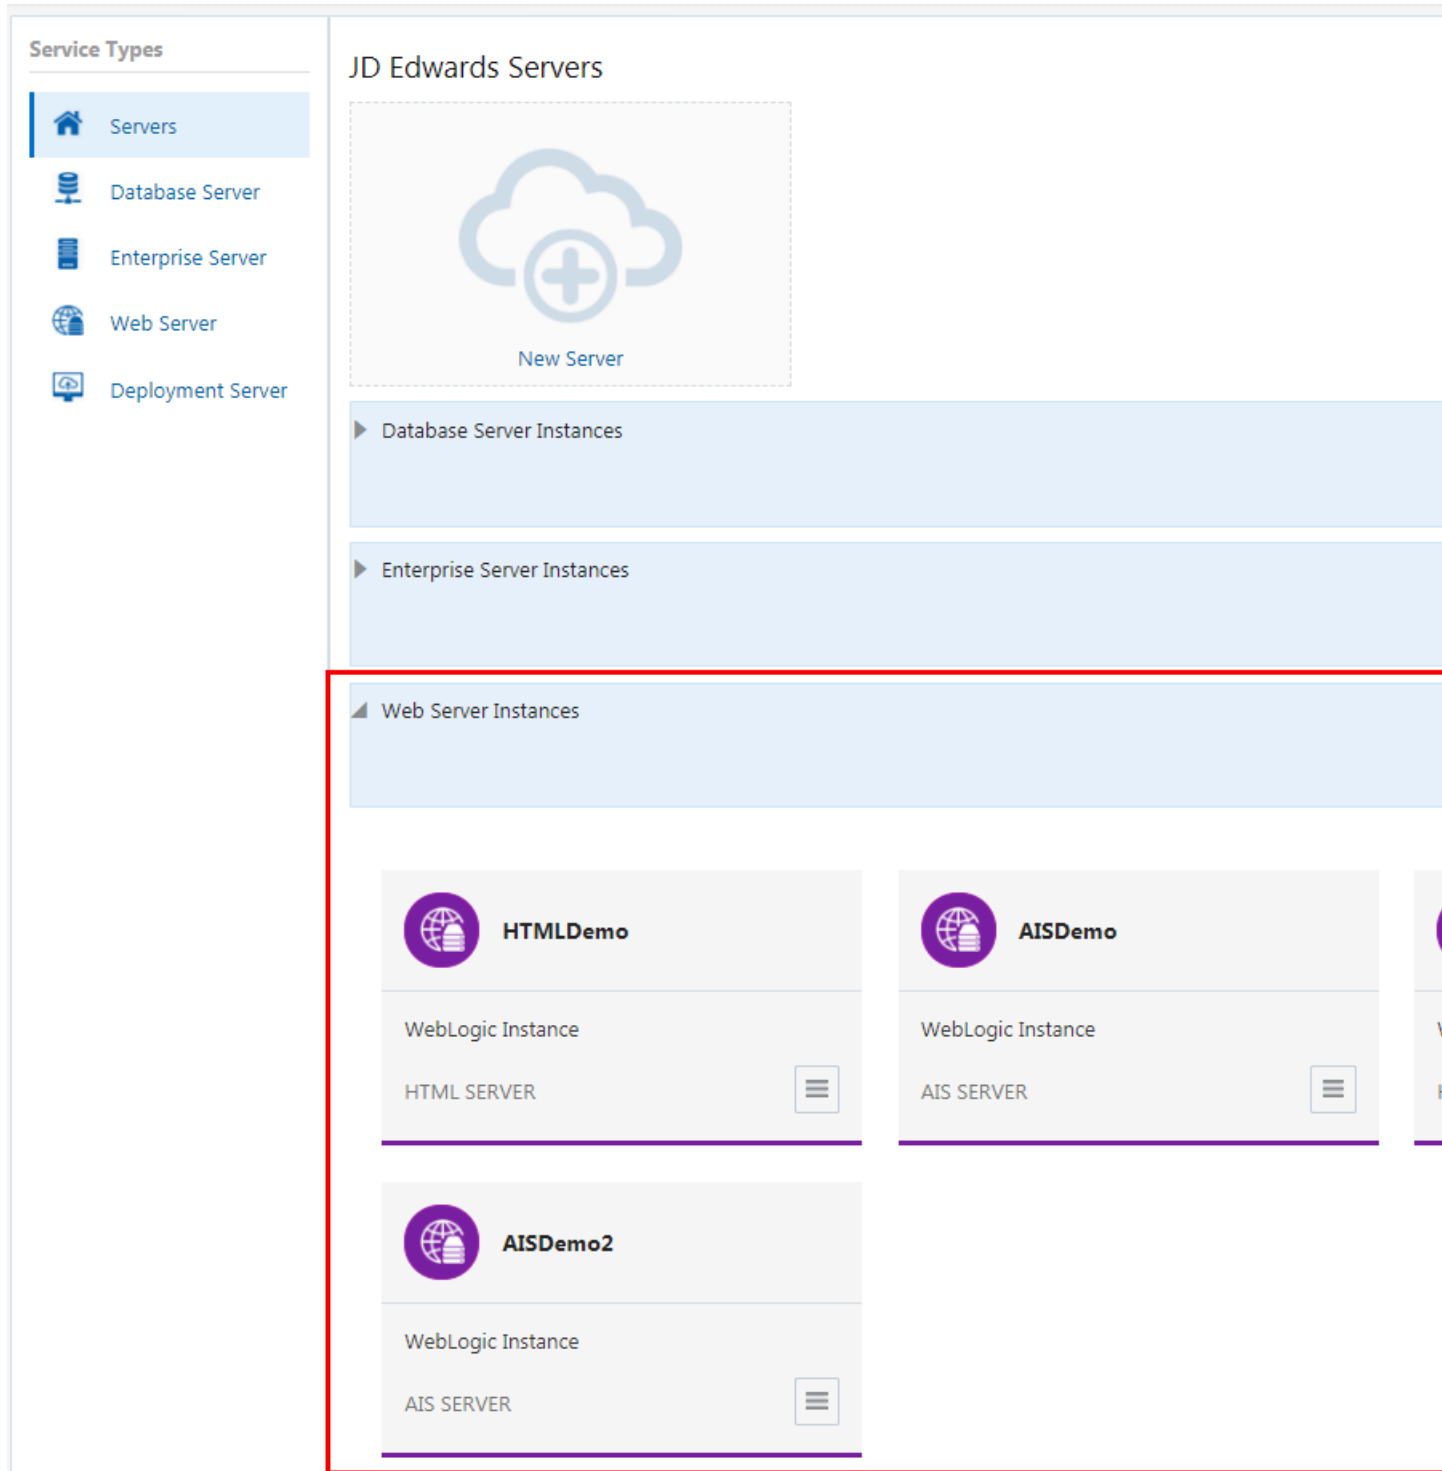 Service Types
Servers
Database Server
Enterprise Server
Web Server
Deployment Server
JD Edwards Servers
New Server
Database Server Instances
Enterprise Server Instances
Web Server Instances
HTMLDemo
AISDemo
WebLogic Instance
WebLogic Instance
HTML SERVER
AIS SERVER
AISDemo2
WebLogic Instance
AIS SERVER